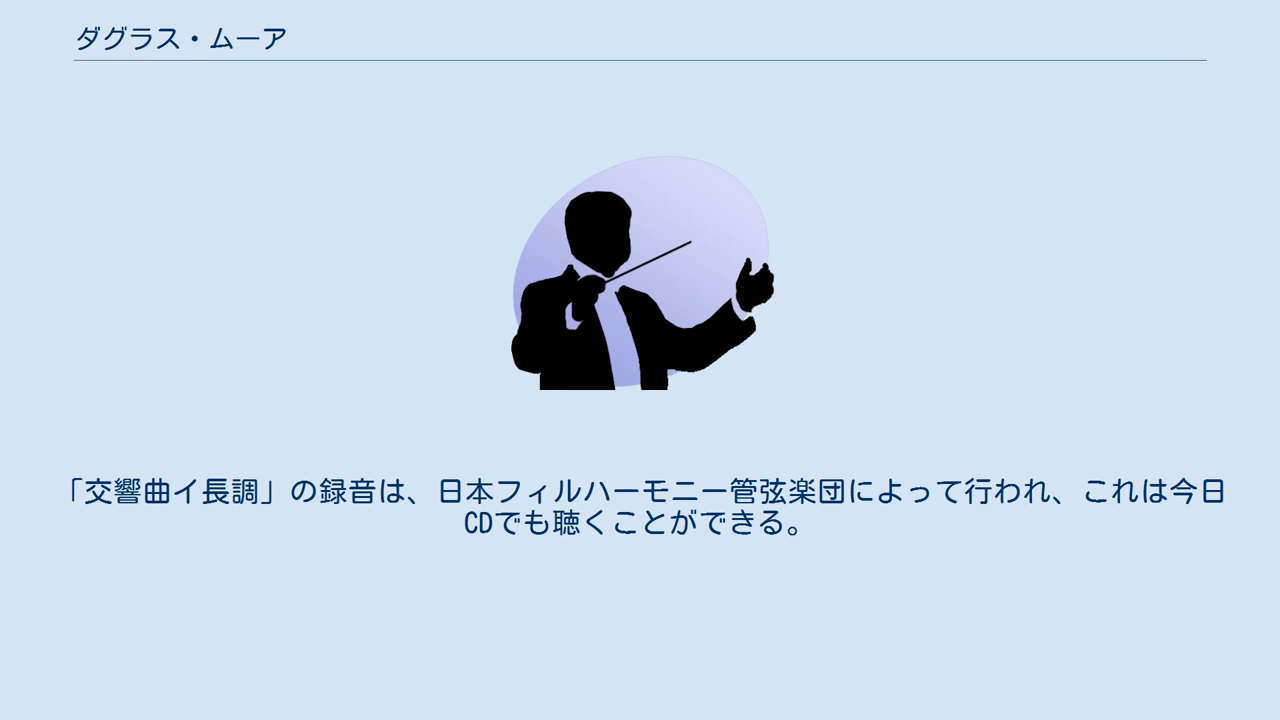 ダグラス・ムーア
「交響曲イ長調」の録音は、日本フィルハーモニー管弦楽団によって行われ、これは今日
CDでも聴くことができる。